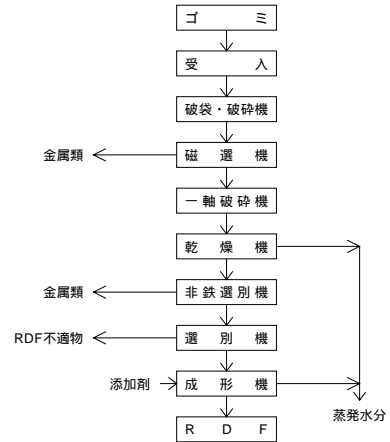 ゴミ
受入
破袋・破砕機
金属類
磁選機
一軸破砕機
乾燥機
金属類
非鉄選別機
RDF不適物
選別機
添加剤
成形機
蒸発水分
RDF